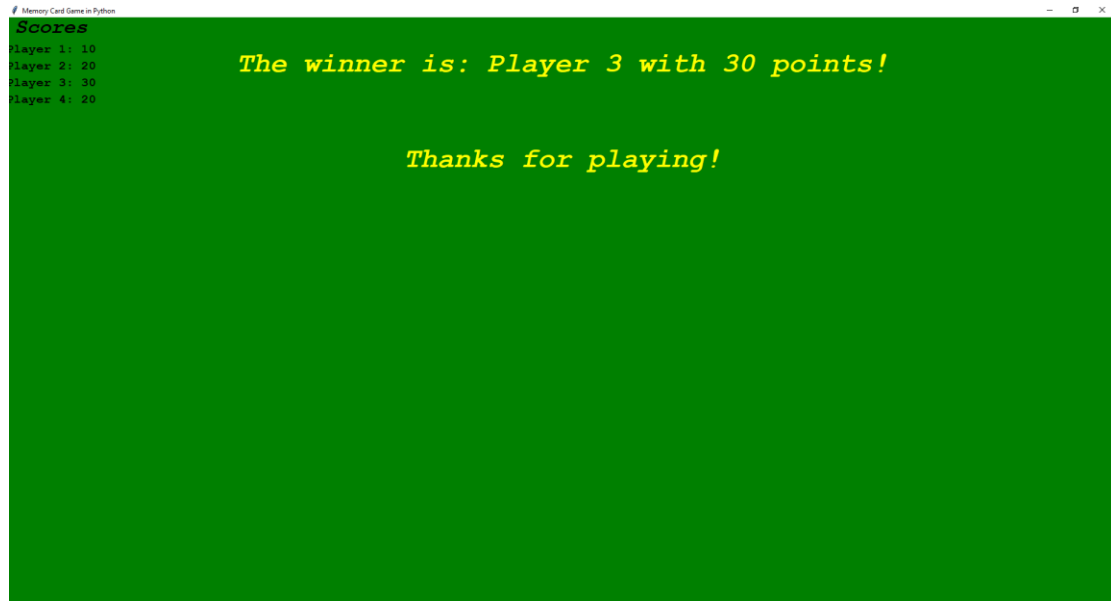 Memory Card Game in Python
Scores
Player 1: 10
Player 2: 20
Player 3: 30
Player 4: 20
The winner is: Player 3 with 30 points!
Thanks for playing!